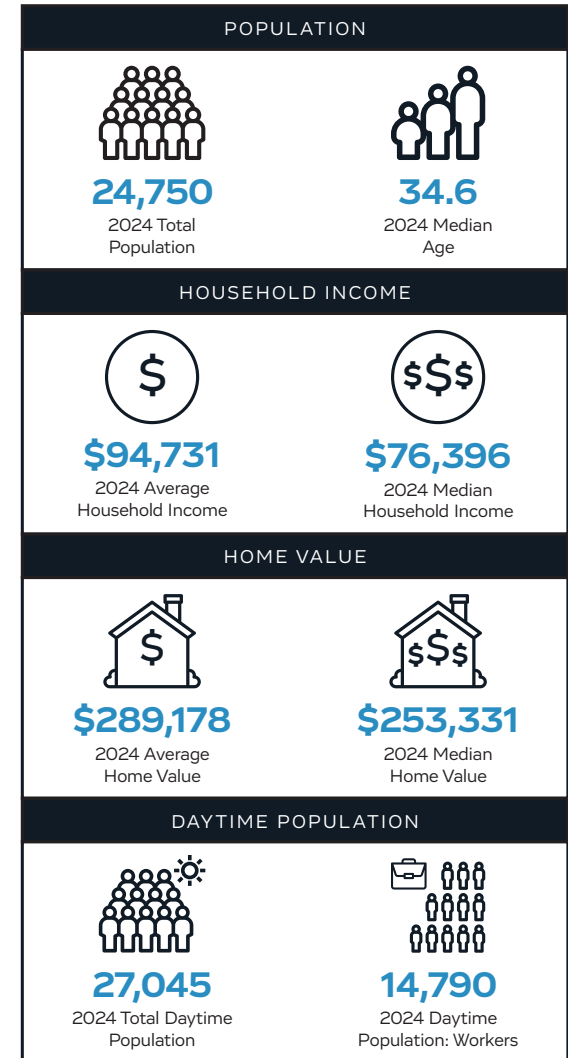 POPULATION
24,750
2024 Total
Population
34.6
2024 Median
Age
HOUSEHOLD INCOME
$
$94,731
2024 Average
Household Income
$$$
$76,396
2024 Median
Household Income
HOME VALUE
$
$289,178
2024 Average
Home Value
$$$
$253,331
2024 Median
Home Value
DAYTIME POPULATION
27,045
2024 Total Daytime
Population
14,790
2024 Daytime
Population: Workers